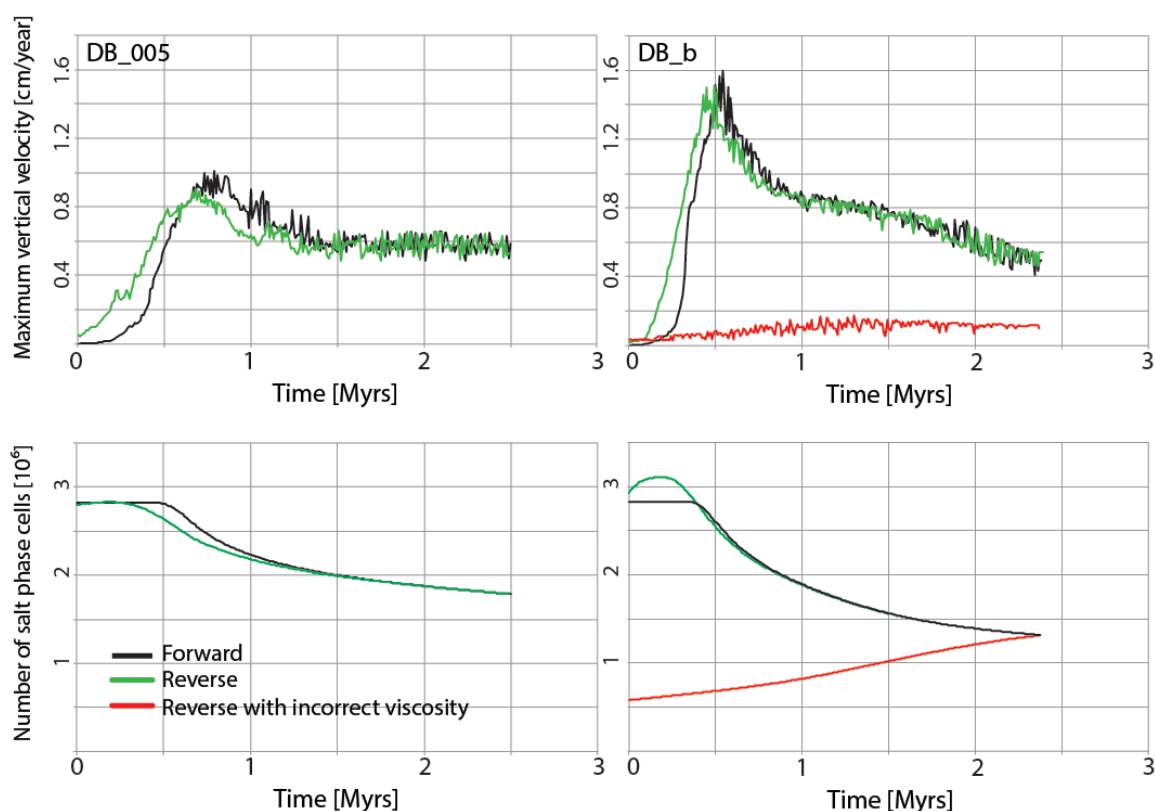 Maximum vertical velocity [cm/year]
DB_005
1.6
1.2
0.8
0.4
0 1 2 3
Time [Myrs]
DB_b
1.6
1.2
0.8
0.4
0 1 2 3
Time [Myrs]
Number of salt phase cells [10⁶]
3
2
1
Forward
Reverse
Reverse with incorrect viscosity
0 1 2 3
Time [Myrs]
3
2
1
0 1 2 3
Time [Myrs]